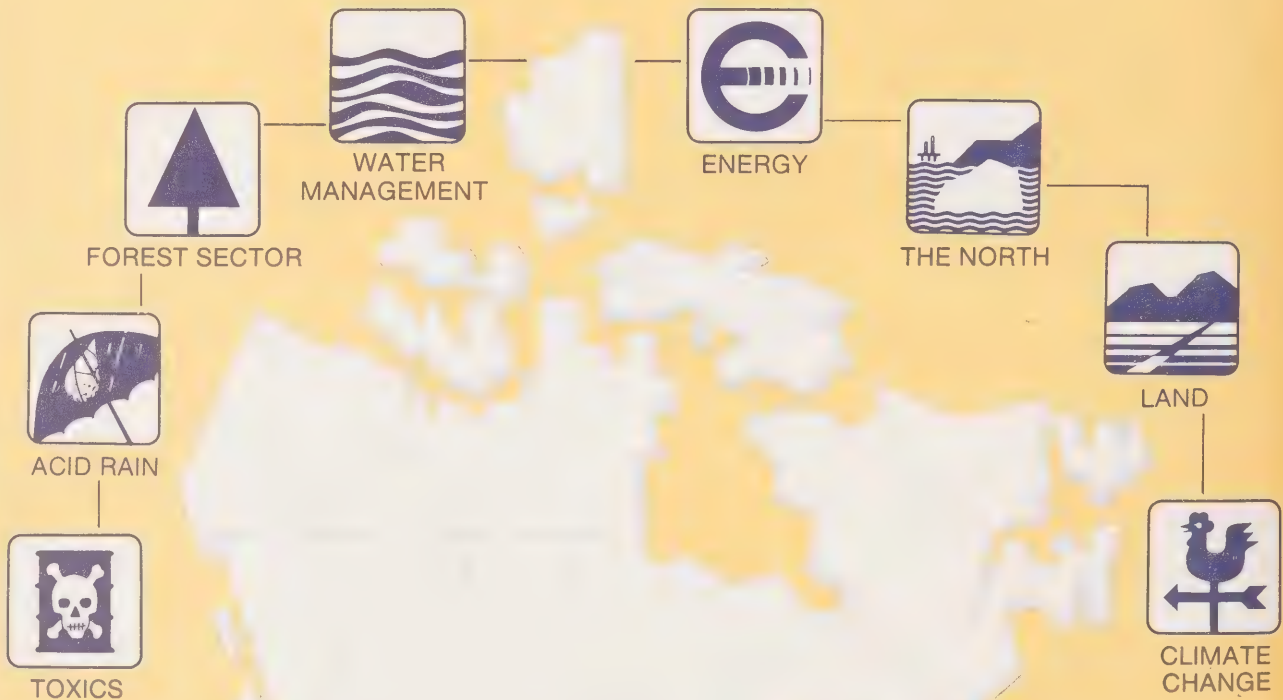 WATER
MANAGEMENT
ENERGY
FOREST SECTOR
THE NORTH
LAND
ACID RAIN
TOXICS
CLIMATE
CHANGE